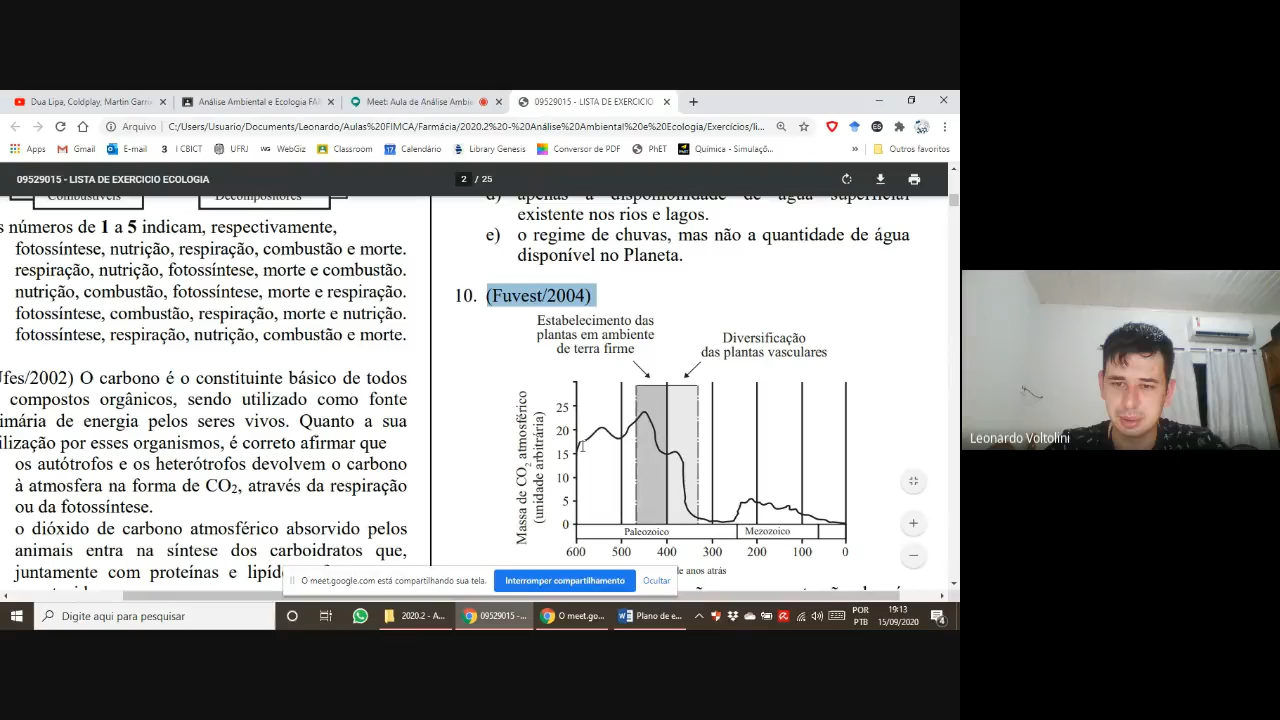 Dua Lipa, Coldplay, Martin Garri
Análise Ambiental e Ecologia FAR
Meet: Aula de Análise Ambie
09529015 - LISTA DE EXERCICIO
Arquivo
C:/Users/Usuario/Documents/Leonardo/Aulas%20FIMCA/Farmácia/2020.2%20-%20Análise%20Ambiental%20e%20Ecologia/Exercícios/li...
Apps
Gmail
E-mail
I CBICT
UFRJ
WebGiz
Classroom
Calendário
Library Genesis
Conversor de PDF
PhET
Química - Simulaçõ...
Outros favoritos
09529015 - LISTA DE EXERCICIO ECOLOGIA
2 / 25
Combustíveis
Decompositores
s números de 1 a 5 indicam, respectivamente,
fotossíntese, nutrição, respiração, combustão e morte.
respiração, nutrição, fotossíntese, morte e combustão.
nutrição, combustão, fotossíntese, morte e respiração.
fotossíntese, combustão, respiração, morte e nutrição.
fotossíntese, respiração, nutrição, combustão e morte.
Ufes/2002) O carbono é o constituinte básico de todos
compostos orgânicos, sendo utilizado como fonte
imária de energia pelos seres vivos. Quanto a sua
ilização por esses organismos, é correto afirmar que
os autótrofos e os heterótrofos devolvem o carbono
à atmosfera na forma de CO₂, através da respiração
ou da fotossíntese.
o dióxido de carbono atmosférico absorvido pelos
animais entra na síntese dos carboidratos que,
juntamente com proteínas e lipíd
d) apenas a disponibilidade de água superficial
existente nos rios e lagos.
e) o regime de chuvas, mas não a quantidade de água
disponível no Planeta.
10. (Fuvest/2004)
Estabelecimento das
plantas em ambiente
de terra firme
Diversificação
das plantas vasculares
Massa de CO₂ atmosférico
(unidade arbitrária)
25
20
15
10
5
0
Paleozoico
Mezozoico
600 500 400 300 200 100 0
de anos atrás
O meet.google.com está compartilhando sua tela.
Interromper compartilhamento
Ocultar
Leonardo Voltolini
Digite aqui para pesquisar
2020.2 - A...
09529015 -...
O meet.go...
Plano de e...
POR
PTB
19:13
15/09/2020
4